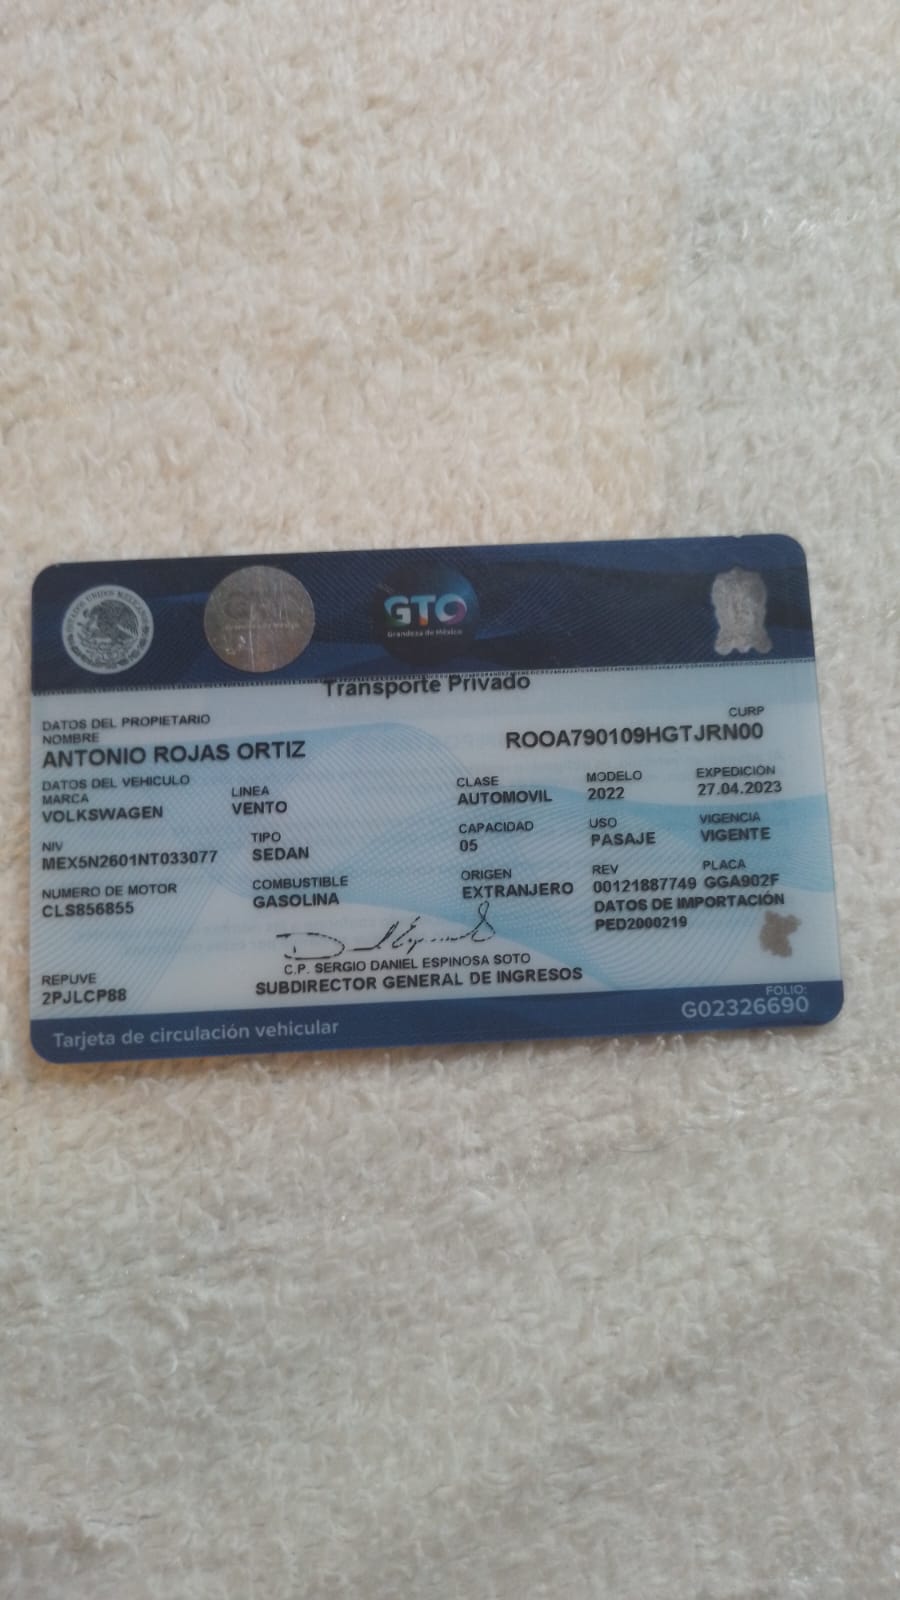 ESTADOS UNIDOS MEXICANOS
GTO
Grandeza de México
Transporte Privado
DATOS DEL PROPIETARIO
NOMBRE
CURP
ANTONIO ROJAS ORTIZ
ROOA790109HGTJRN00
DATOS DEL VEHICULO
MARCA LINEA CLASE MODELO EXPEDICIÓN
VOLKSWAGEN VENTO AUTOMOVIL 2022 27.04.2023
NIV TIPO CAPACIDAD USO VIGENCIA
MEX5N2601NT033077 SEDAN 05 PASAJE VIGENTE
NUMERO DE MOTOR COMBUSTIBLE ORIGEN REV PLACA
CLS856855 GASOLINA EXTRANJERO 00121887749 GGA902F
DATOS DE IMPORTACIÓN
PED2000219
C.P. SERGIO DANIEL ESPINOSA SOTO
SUBDIRECTOR GENERAL DE INGRESOS
REPUVE
2PJLCP88
FOLIO:
G02326690
Tarjeta de circulación vehicular